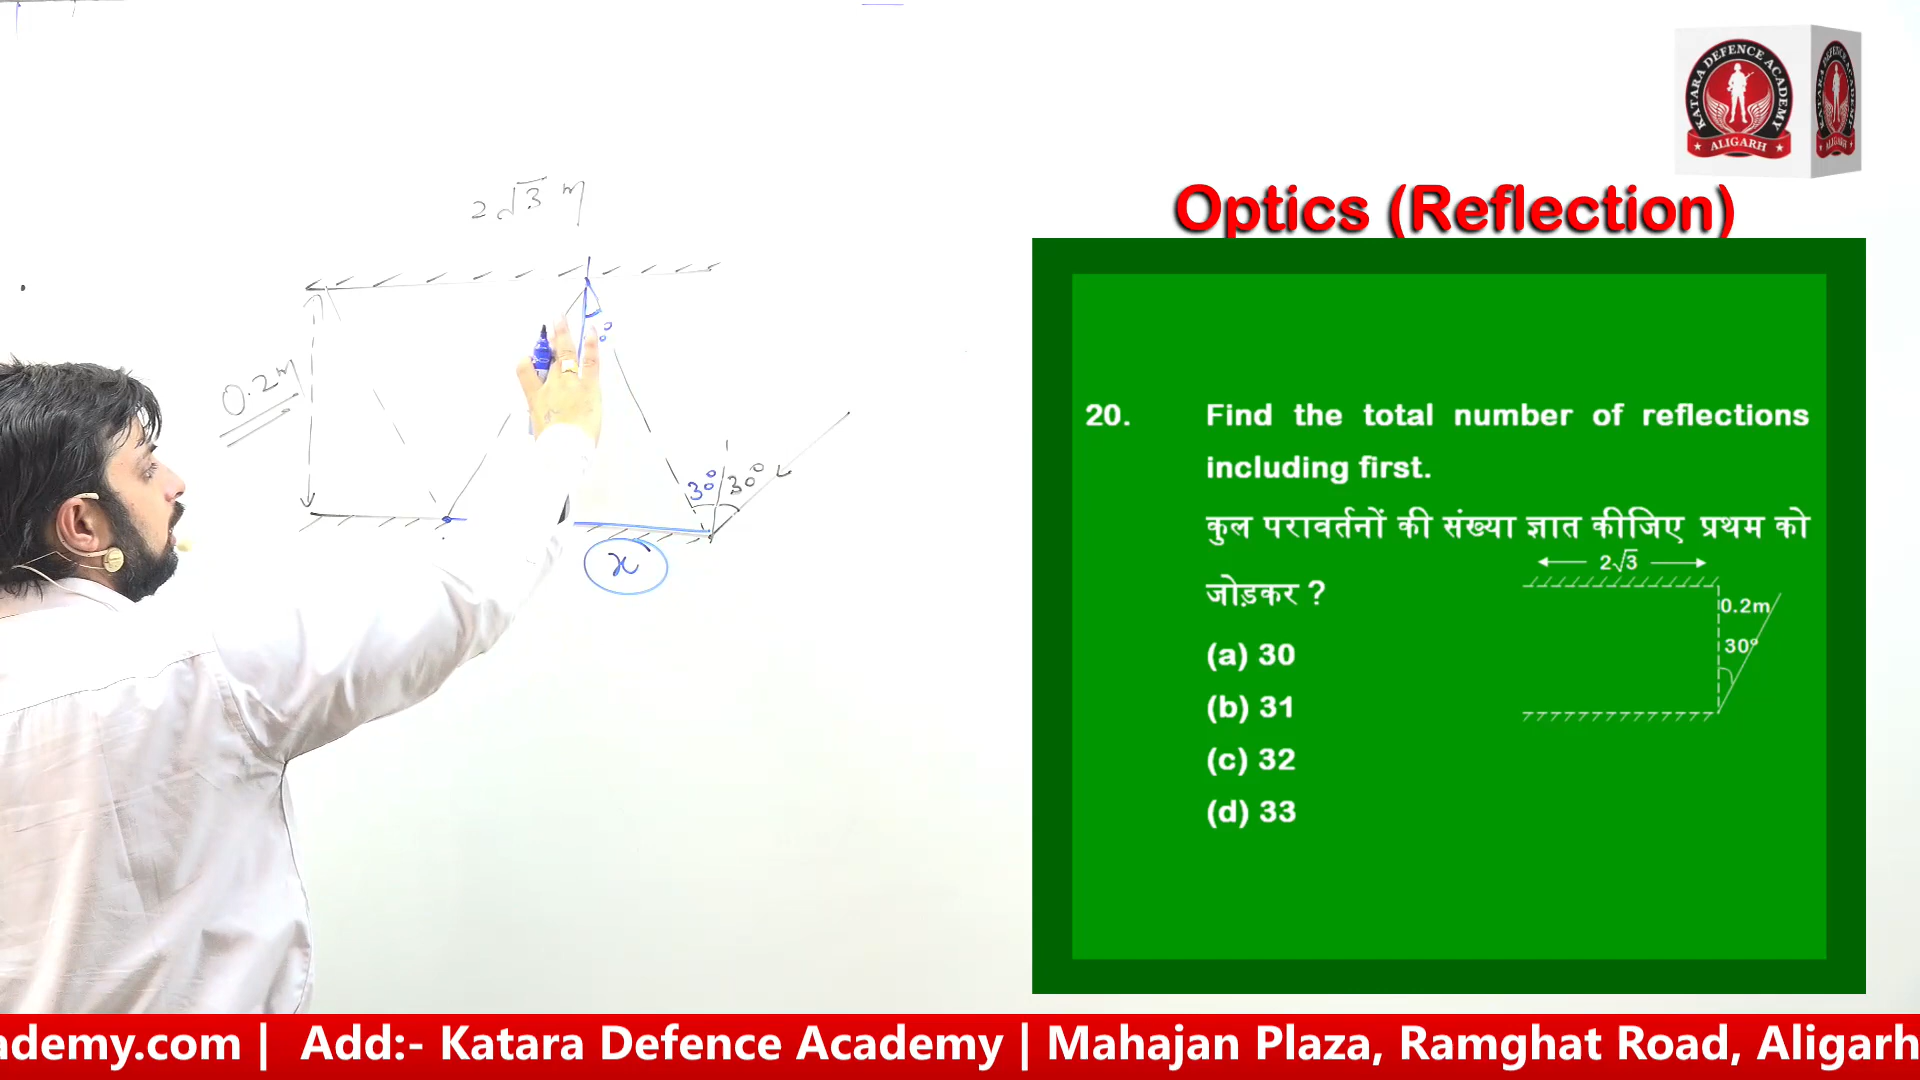 KATARA DEFENCE ACADEMY
ALIGARH
Optics (Reflection)
2√3 m
0.2m
30°
30°
x
20. Find the total number of reflections
including first.
कुल परावर्तनों की संख्या ज्ञात कीजिए प्रथम को
जोड़कर ?
2√3
0.2m
30°
(a) 30
(b) 31
(c) 32
(d) 33
ademy.com | Add:- Katara Defence Academy | Mahajan Plaza, Ramghat Road, Aligarh